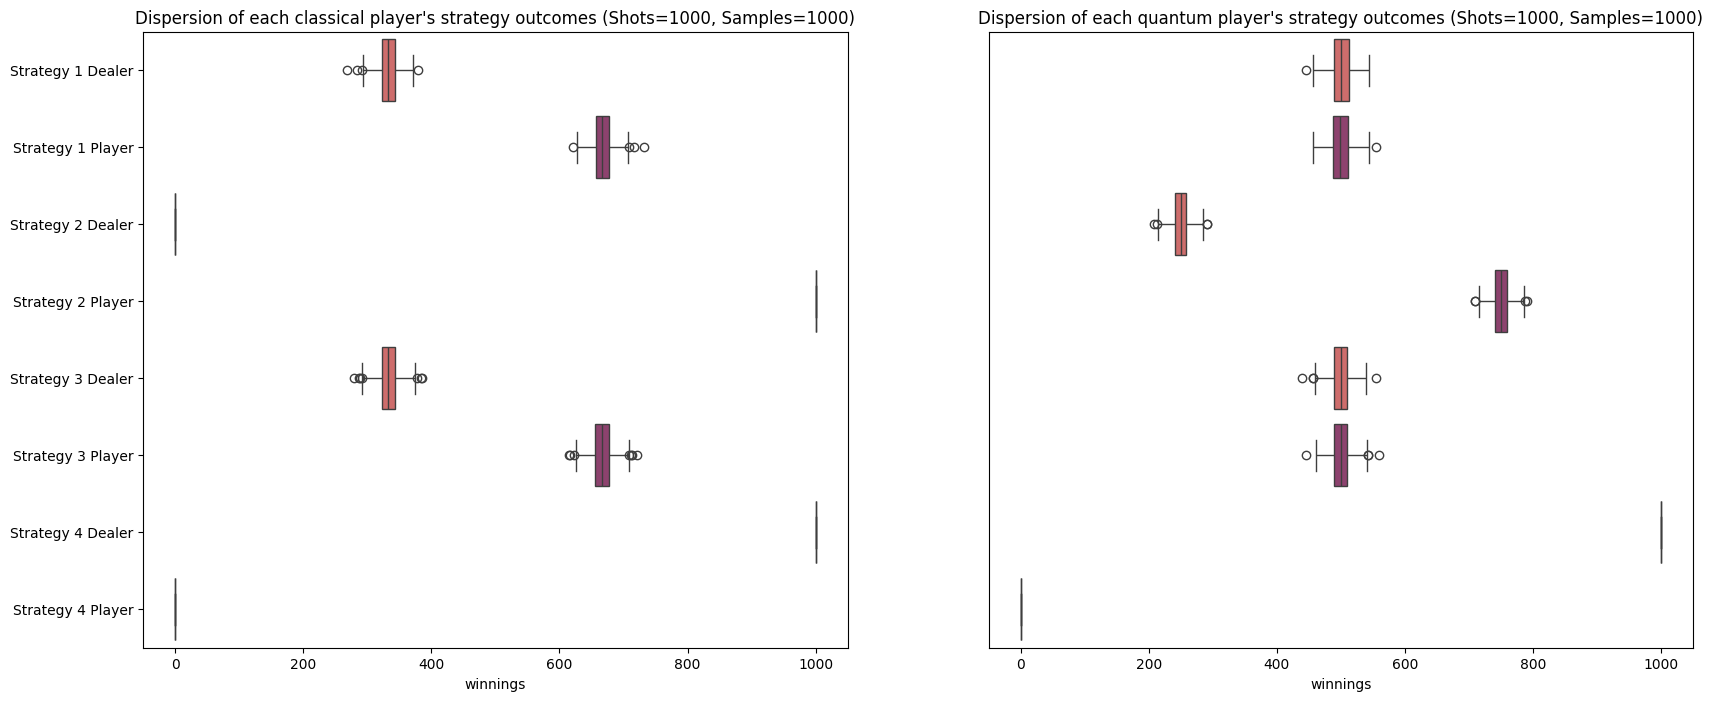 Dispersion of each classical player's strategy outcomes (Shots=1000, Samples=1000)
Strategy 1 Dealer
Strategy 1 Player
Strategy 2 Dealer
Strategy 2 Player
Strategy 3 Dealer
Strategy 3 Player
Strategy 4 Dealer
Strategy 4 Player
0 200 400 600 800 1000
winnings
Dispersion of each quantum player's strategy outcomes (Shots=1000, Samples=1000)
0 200 400 600 800 1000
winnings